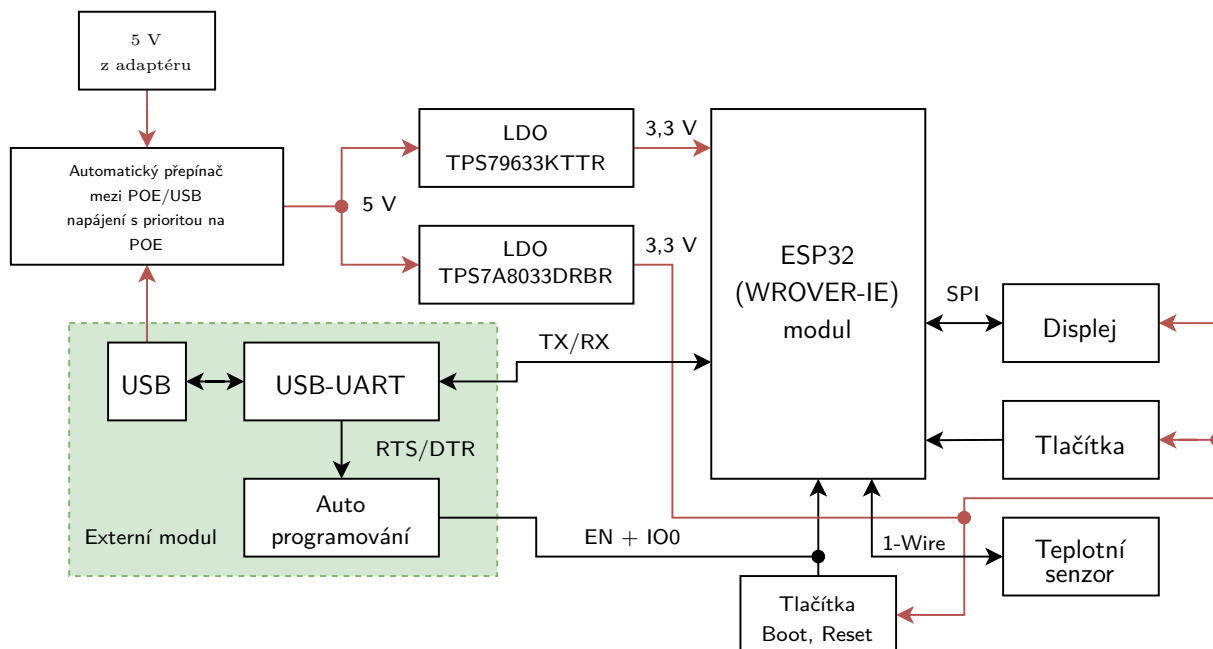 5 V
z adaptéru
Automatický přepínač
mezi POE/USB
napájení s prioritou na
POE
5 V
LDO
TPS79633KTTR
3,3 V
LDO
TPS7A8033DRBR
3,3 V
ESP32
(WROVER-IE)
modul
SPI
Displej
Tlačítka
USB
USB-UART
TX/RX
RTS/DTR
Auto
programování
Externí modul
EN + IO0
1-Wire
Teplotní
senzor
Tlačítka
Boot, Reset